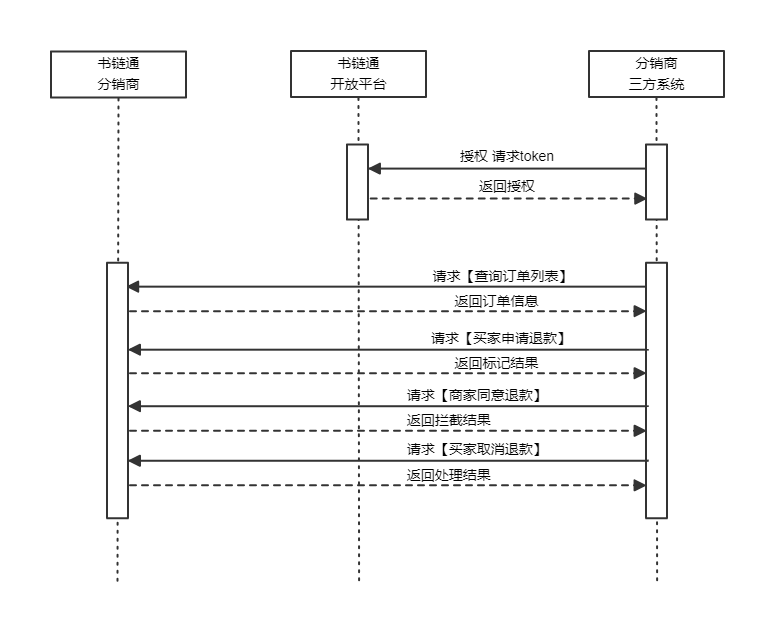 书链通
分销商
书链通
开放平台
分销商
三方系统
授权 请求token
返回授权
请求【查询订单列表】
返回订单信息
请求【买家申请退款】
返回标记结果
请求【商家同意退款】
返回拦截结果
请求【买家取消退款】
返回处理结果